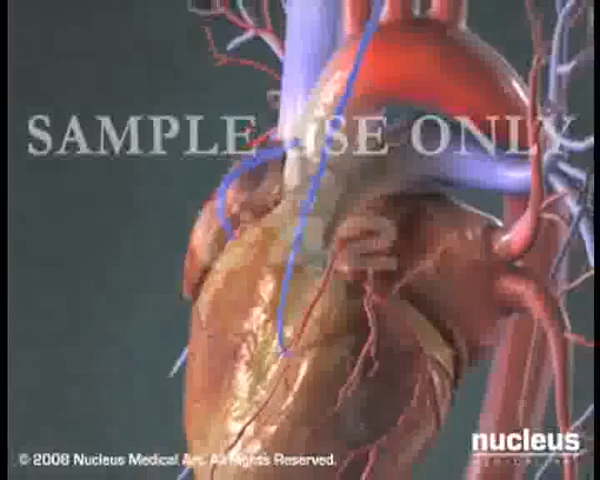 SAMPLE USE ONLY
nucleus
© 2008 Nucleus Medical Art. All Rights Reserved.